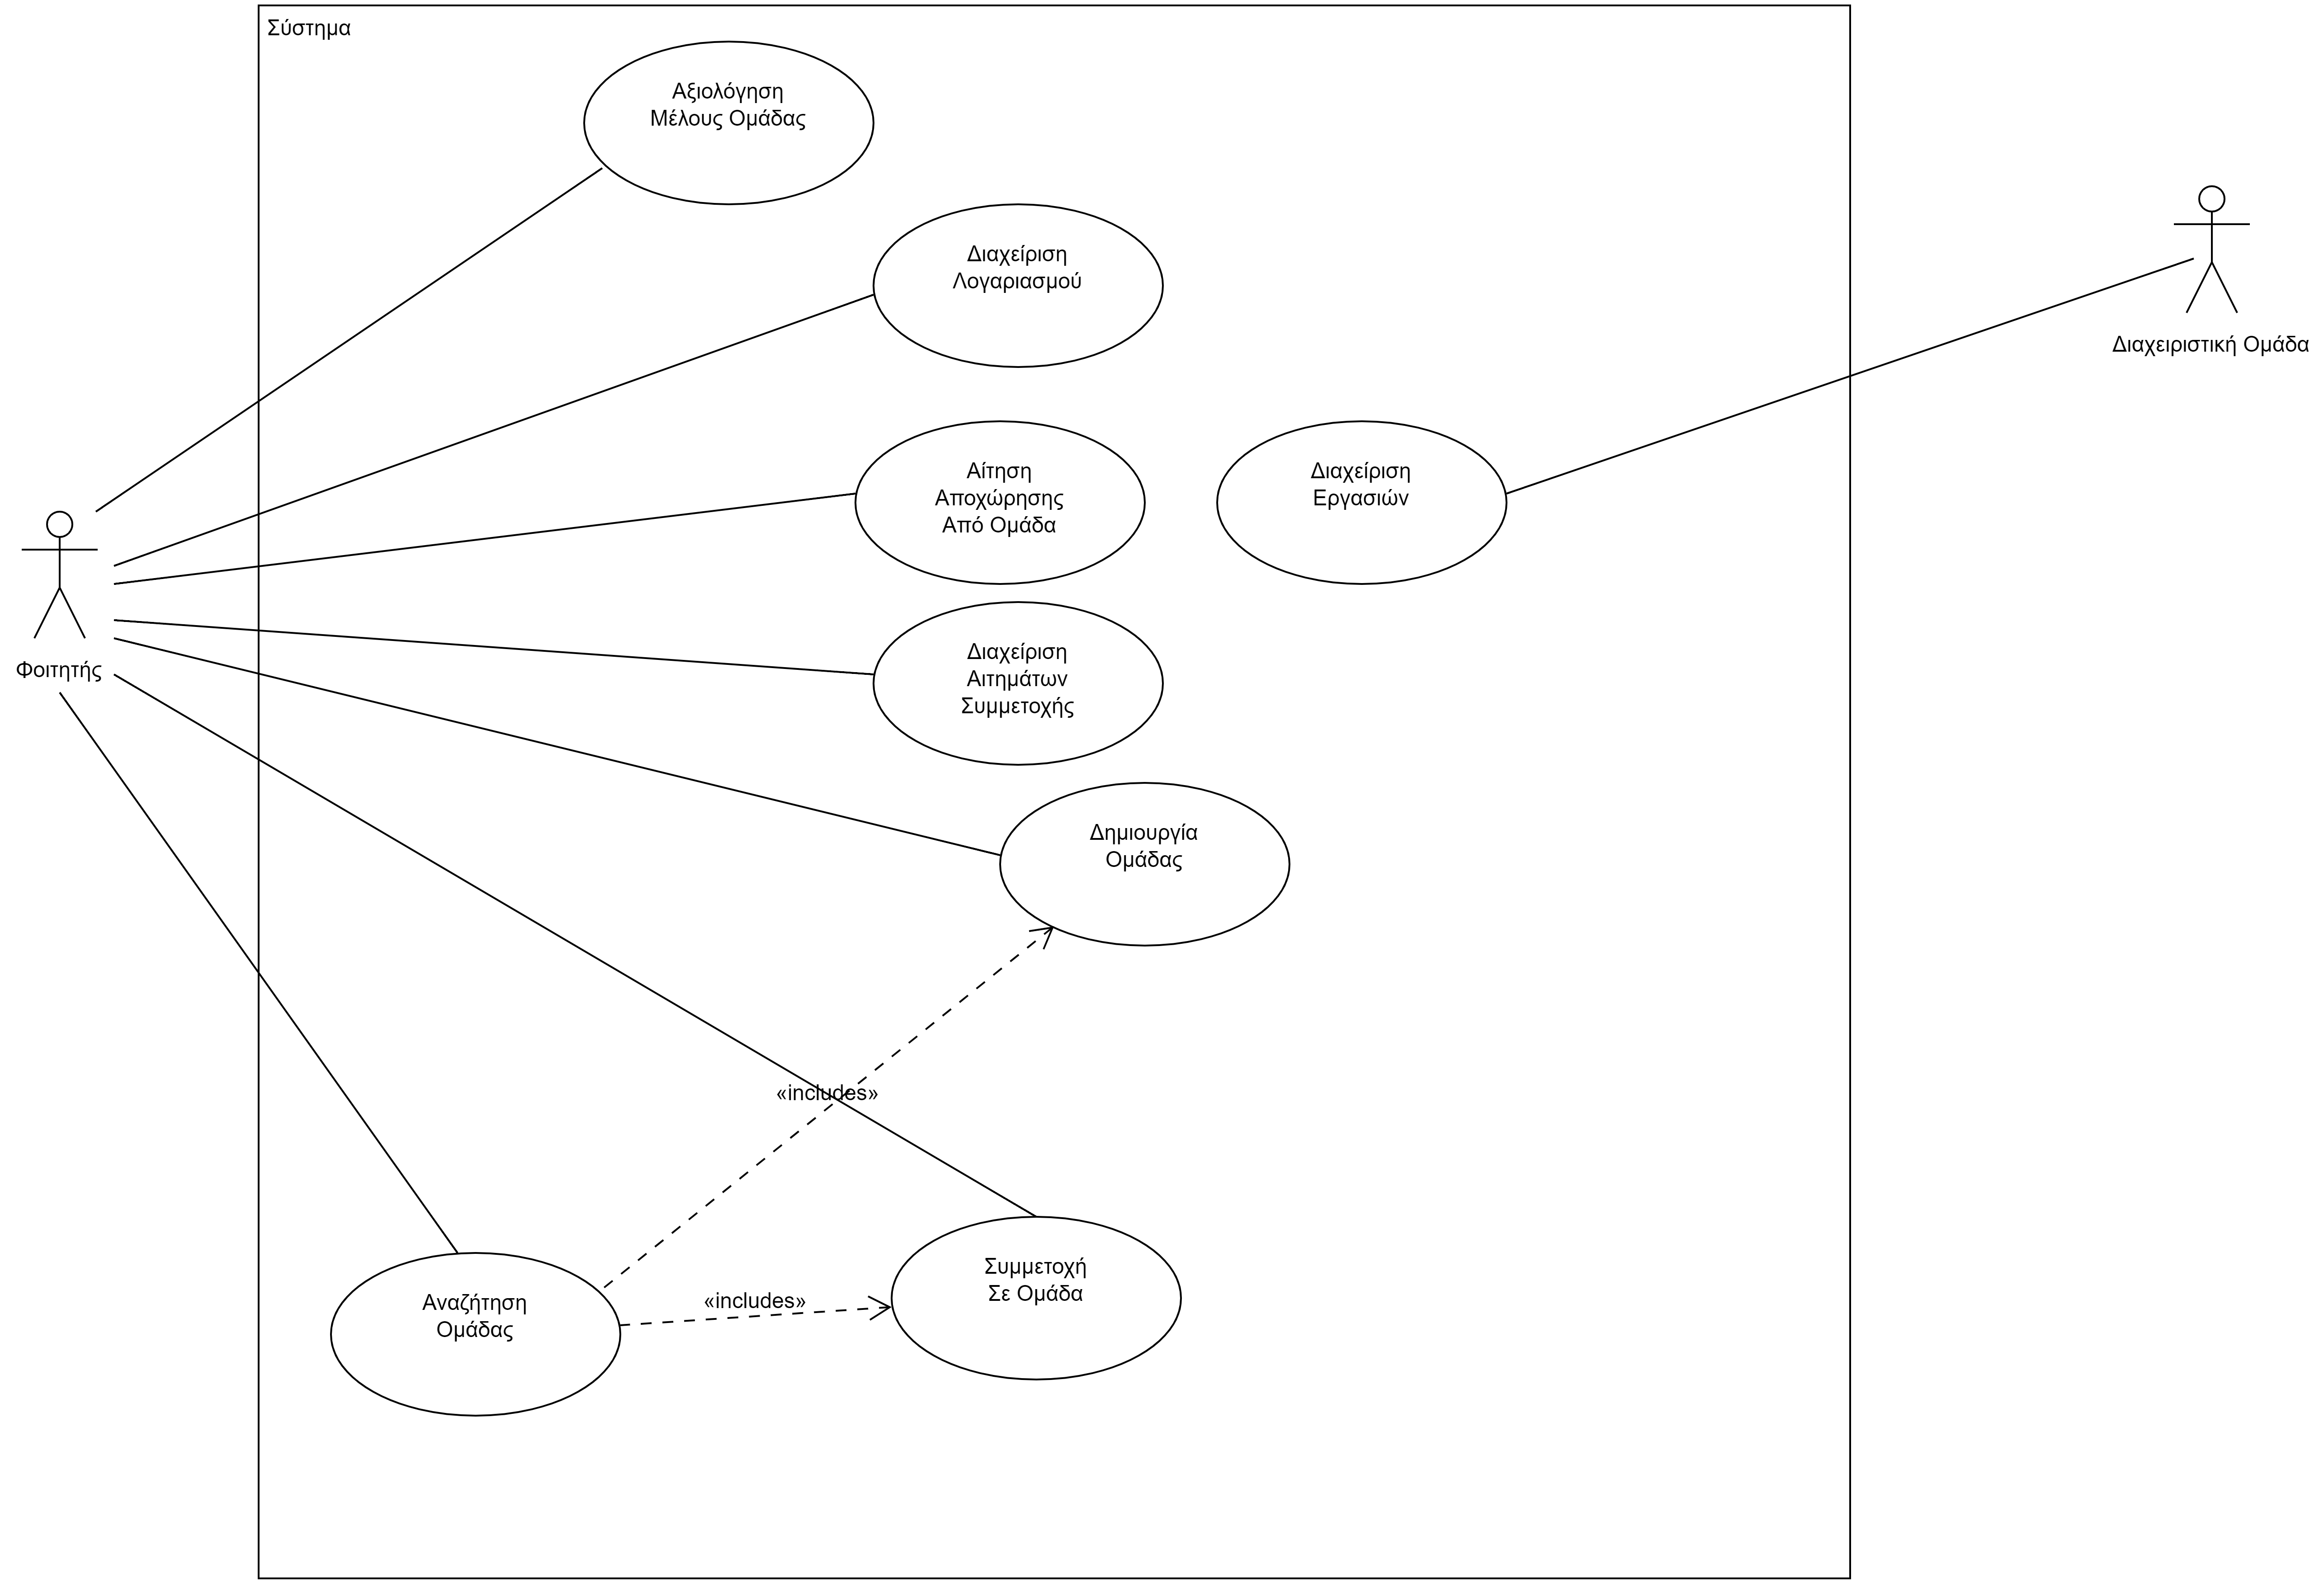 Σύστημα
Αξιολόγηση
Μέλους Ομάδας
Διαχείριση
Λογαριασμού
Διαχειριστική Ομάδα
Αίτηση
Αποχώρησης
Από Ομάδα
Διαχείριση
Εργασιών
Φοιτητής
Διαχείριση
Αιτημάτων
Συμμετοχής
Δημιουργία
Ομάδας
«includes»
«includes»
Συμμετοχή
Σε Ομάδα
Αναζήτηση
Ομάδας